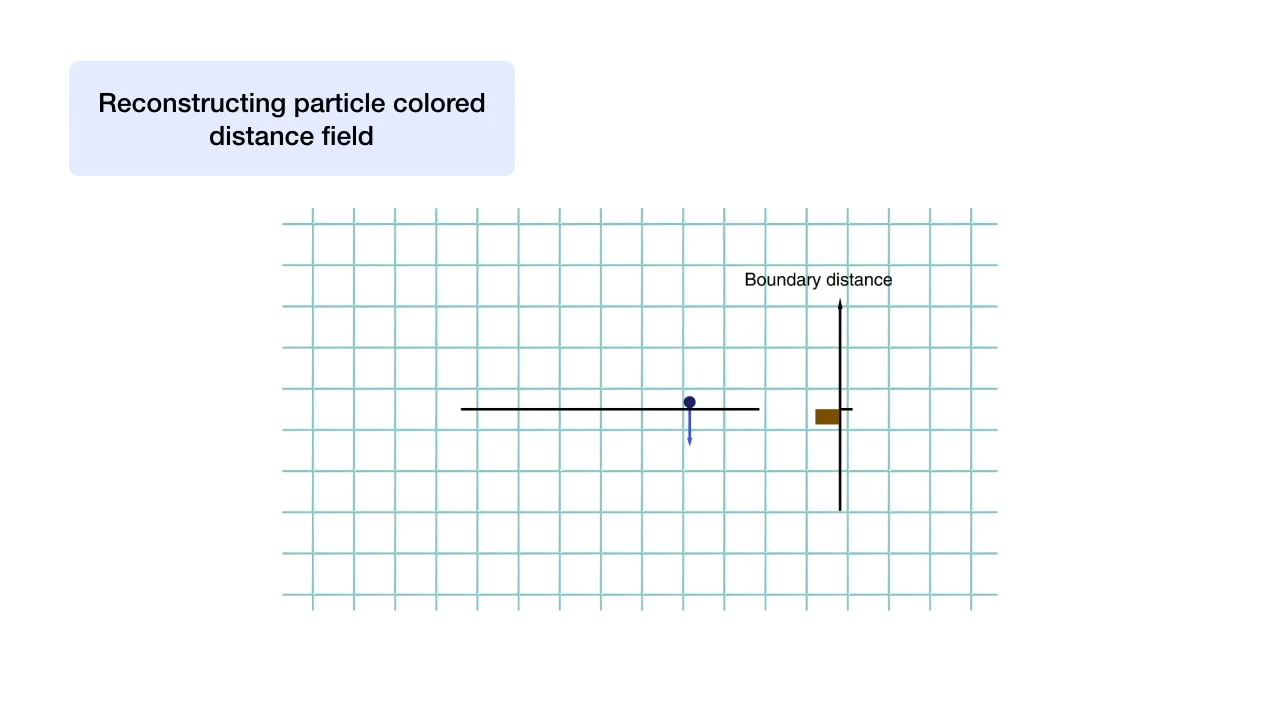 Reconstructing particle colored
distance field
Boundary distance